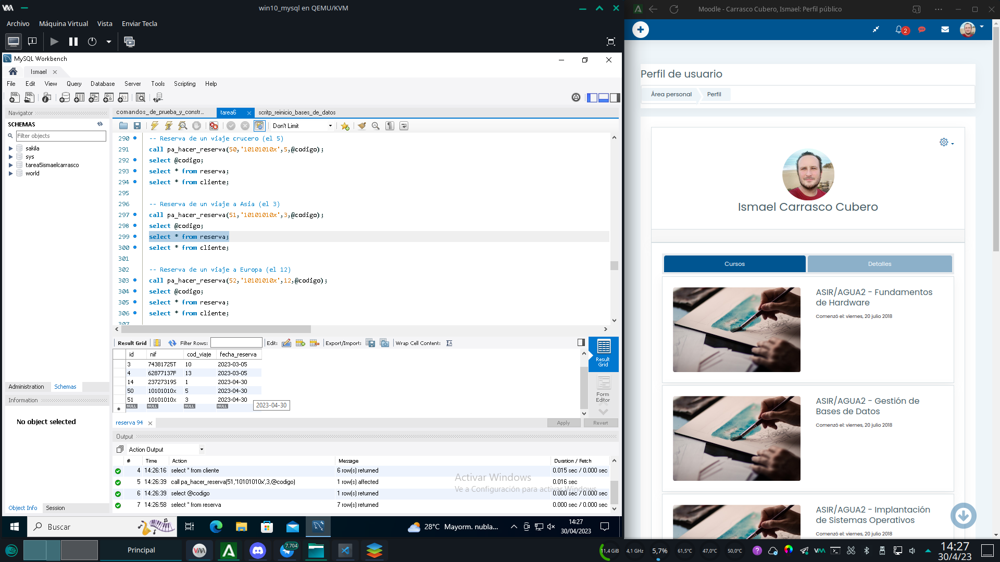 win10_mysql en QEMU/KVM
Archivo Máquina Virtual Vista Enviar Tecla
MySQL Workbench
Ismael
File Edit View Query Database Server Tools Scripting Help
Navigator
SCHEMAS
Filter objects
sakila
sys
tarea5ismaelcarrasco
world
Administration Schemas
Information
No object selected
Object Info Session
comandos_de_prueba_y_constr... tarea6 scritp_reinicio_bases_de_datos
Don't Limit
290 -- Reserva de un viaje crucero (el 5)
291 call pa_hacer_reserva(50,'10101010x',5,@codigo);
292 select @codigo;
293 select * from reserva;
294 select * from cliente;
295
296 -- Reserva de un viaje a Asia (el 3)
297 call pa_hacer_reserva(51,'10101010x',3,@codigo);
298 select @codigo;
299 select * from reserva;
300 select * from cliente;
301
302 -- Reserva de un viaje a Europa (el 12)
303 call pa_hacer_reserva(52,'10101010x',12,@codigo);
304 select @codigo;
305 select * from reserva;
306 select * from cliente;
307
Result Grid Filter Rows: Edit: Export/Import: Wrap Cell Content:
id nif cod_viaje fecha_reserva
3 74381725T 10 2023-03-05
4 62877137F 13 2023-03-05
14 23727319S 1 2023-04-30
50 10101010x 5 2023-04-30
51 10101010x 3 2023-04-30
NULL NULL NULL NULL
2023-04-30
Result Grid
Form Editor
reserva 94
Apply Revert
Output
Action Output
# Time Action Message Duration / Fetch
4 14:26:16 select * from cliente 6 row(s) returned 0.015 sec / 0.000 sec
5 14:26:39 call pa_hacer_reserva(51,'10101010x',3,@codigo) 1 row(s) affected 0.016 sec
6 14:26:39 select @codigo 1 row(s) returned 0.000 sec / 0.000 sec
7 14:26:58 select * from reserva 7 row(s) returned 0.000 sec / 0.000 sec
Activar Windows
Ve a Configuración para activar Windows.
Buscar
28°C Mayorm. nubla...
14:27
30/04/2023
Moodle - Carrasco Cubero, Ismael: Perfil público
2
Perfil de usuario
Área personal Perfil
Ismael Carrasco Cubero
Cursos Detalles
ASIR/AGUA2 - Fundamentos
de Hardware
Comenzó el: viernes, 20 julio 2018
ASIR/AGUA2 - Gestión de
Bases de Datos
Comenzó el: viernes, 20 julio 2018
ASIR/AGUA2 - Implantación
de Sistemas Operativos
Comenzó el: viernes, 20 julio 2018
Principal
7.704
11,4 GiB 4,1 GHz 5,7% 61,5°C 47,0°C 50,0°C
14:27
30/4/23